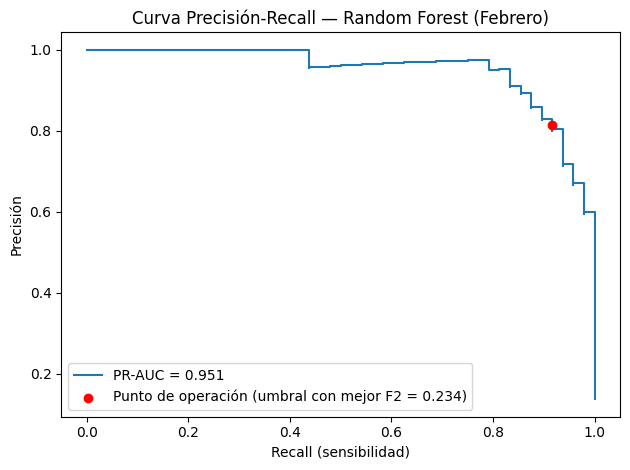 Curva Precisión-Recall — Random Forest (Febrero)
1.0
0.8
0.6
0.4
0.2
Precisión
PR-AUC = 0.951
Punto de operación (umbral con mejor F2 = 0.234)
0.0 0.2 0.4 0.6 0.8 1.0
Recall (sensibilidad)